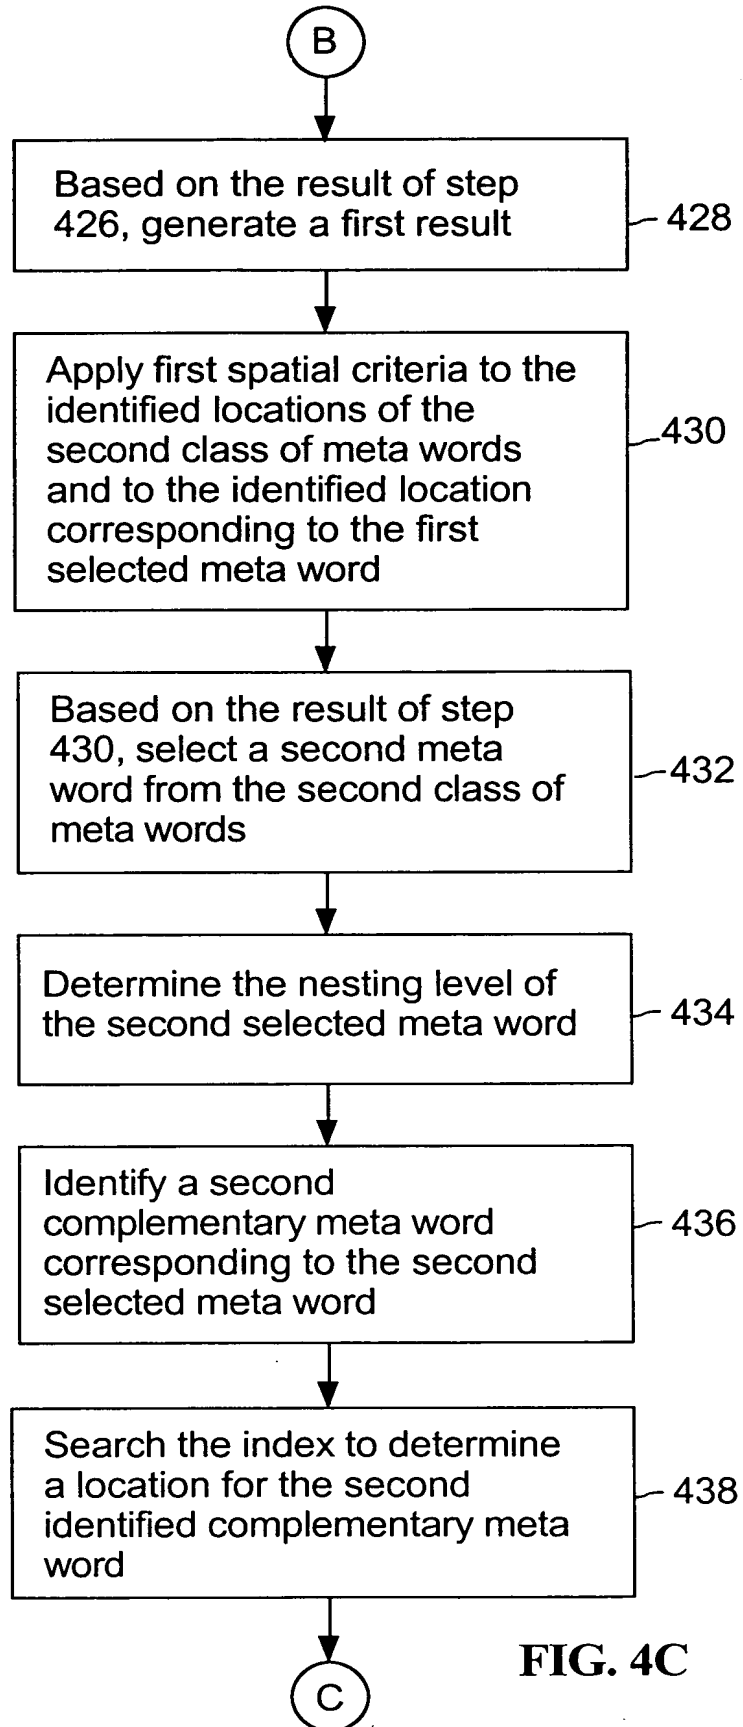 B
Based on the result of step
426, generate a first result
428
Apply first spatial criteria to the
identified locations of the
second class of meta words
and to the identified location
corresponding to the first
selected meta word
430
Based on the result of step
430, select a second meta
word from the second class of
meta words
432
Determine the nesting level of
the second selected meta word
434
Identify a second
complementary meta word
corresponding to the second
selected meta word
436
Search the index to determine
a location for the second
identified complementary meta
word
438
FIG. 4C
C